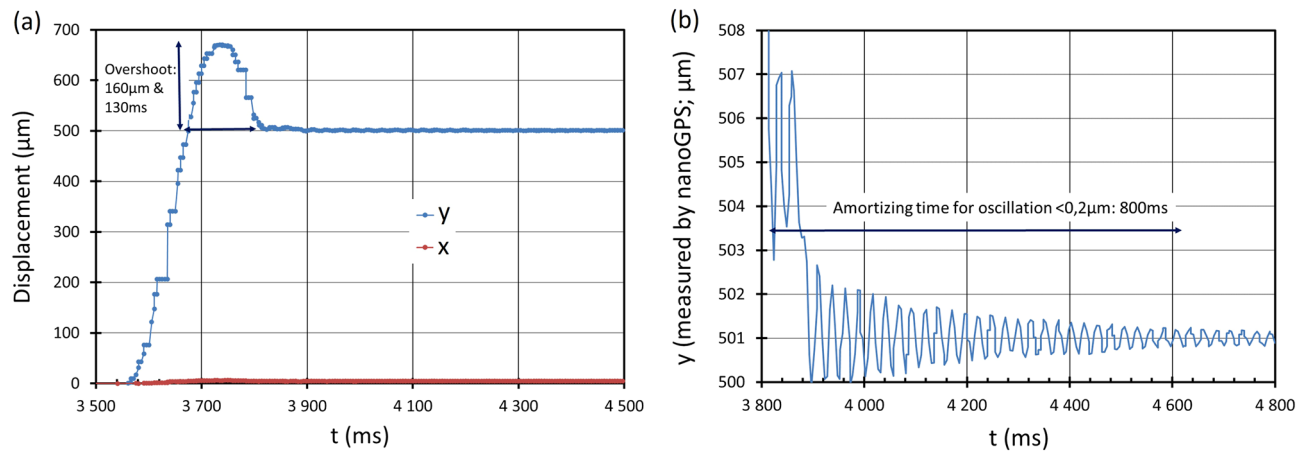 (a)
Displacement (µm)
700
600
500
400
300
200
100
0
Overshoot:
160µm &
130ms
y
x
3 500
3 700
3 900
4 100
4 300
4 500
t (ms)
(b)
y (measured by nanoGPS; µm)
508
507
506
505
504
503
502
501
500
Amortizing time for oscillation <0,2µm: 800ms
3 800
4 000
4 200
4 400
4 600
4 800
t (ms)